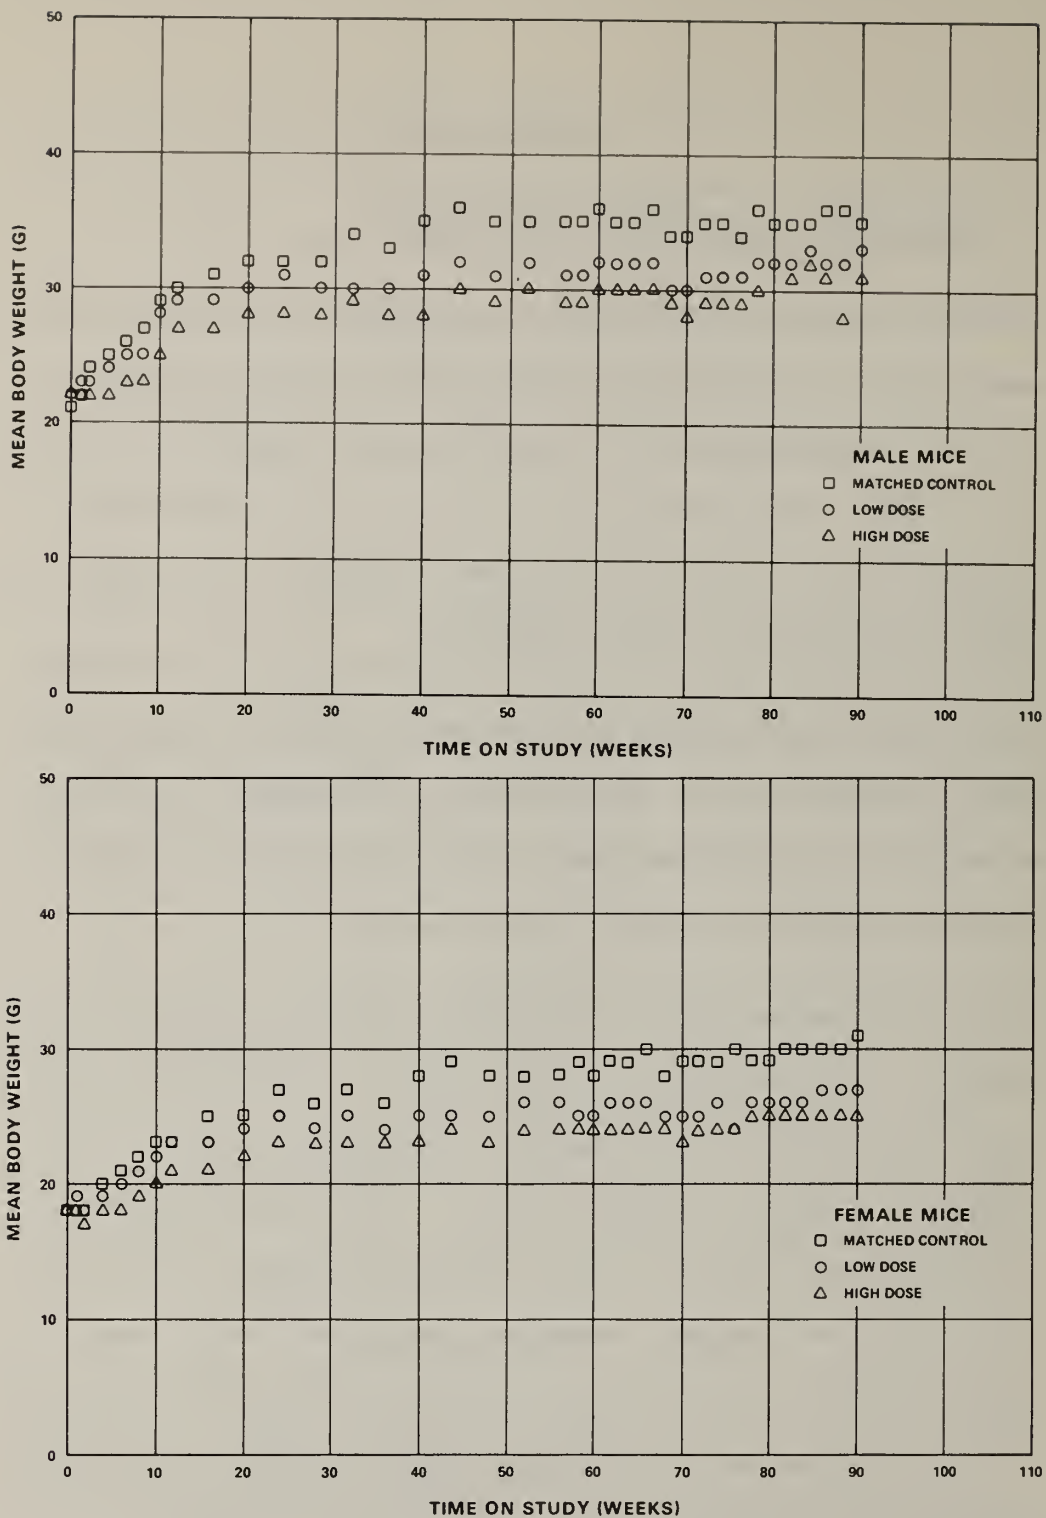 50
40
30
20
10
0
MEAN BODY WEIGHT (G)
MALE MICE
MATCHED CONTROL
LOW DOSE
HIGH DOSE
0 10 20 30 40 50 60 70 80 90 100 110
TIME ON STUDY (WEEKS)
50
40
30
20
10
0
MEAN BODY WEIGHT (G)
FEMALE MICE
MATCHED CONTROL
LOW DOSE
HIGH DOSE
0 10 20 30 40 50 60 70 80 90 100 110
TIME ON STUDY (WEEKS)